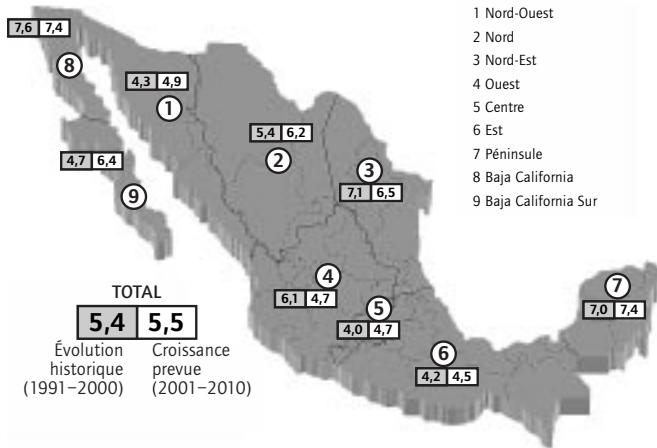 7,6 7,4
8
4,3 4,9
1
5,4 6,2
2
3
7,1 6,5
4,7 6,4
9
1 Nord-Ouest
2 Nord
3 Nord-Est
4 Ouest
5 Centre
6 Est
7 Péninsule
8 Baja California
9 Baja California Sur
4
6,1 4,7
5
4,0 4,7
6
4,2 4,5
7
7,0 7,4
TOTAL
5,4 5,5
Évolution
historique
(1991–2000)
Croissance
prevue
(2001–2010)